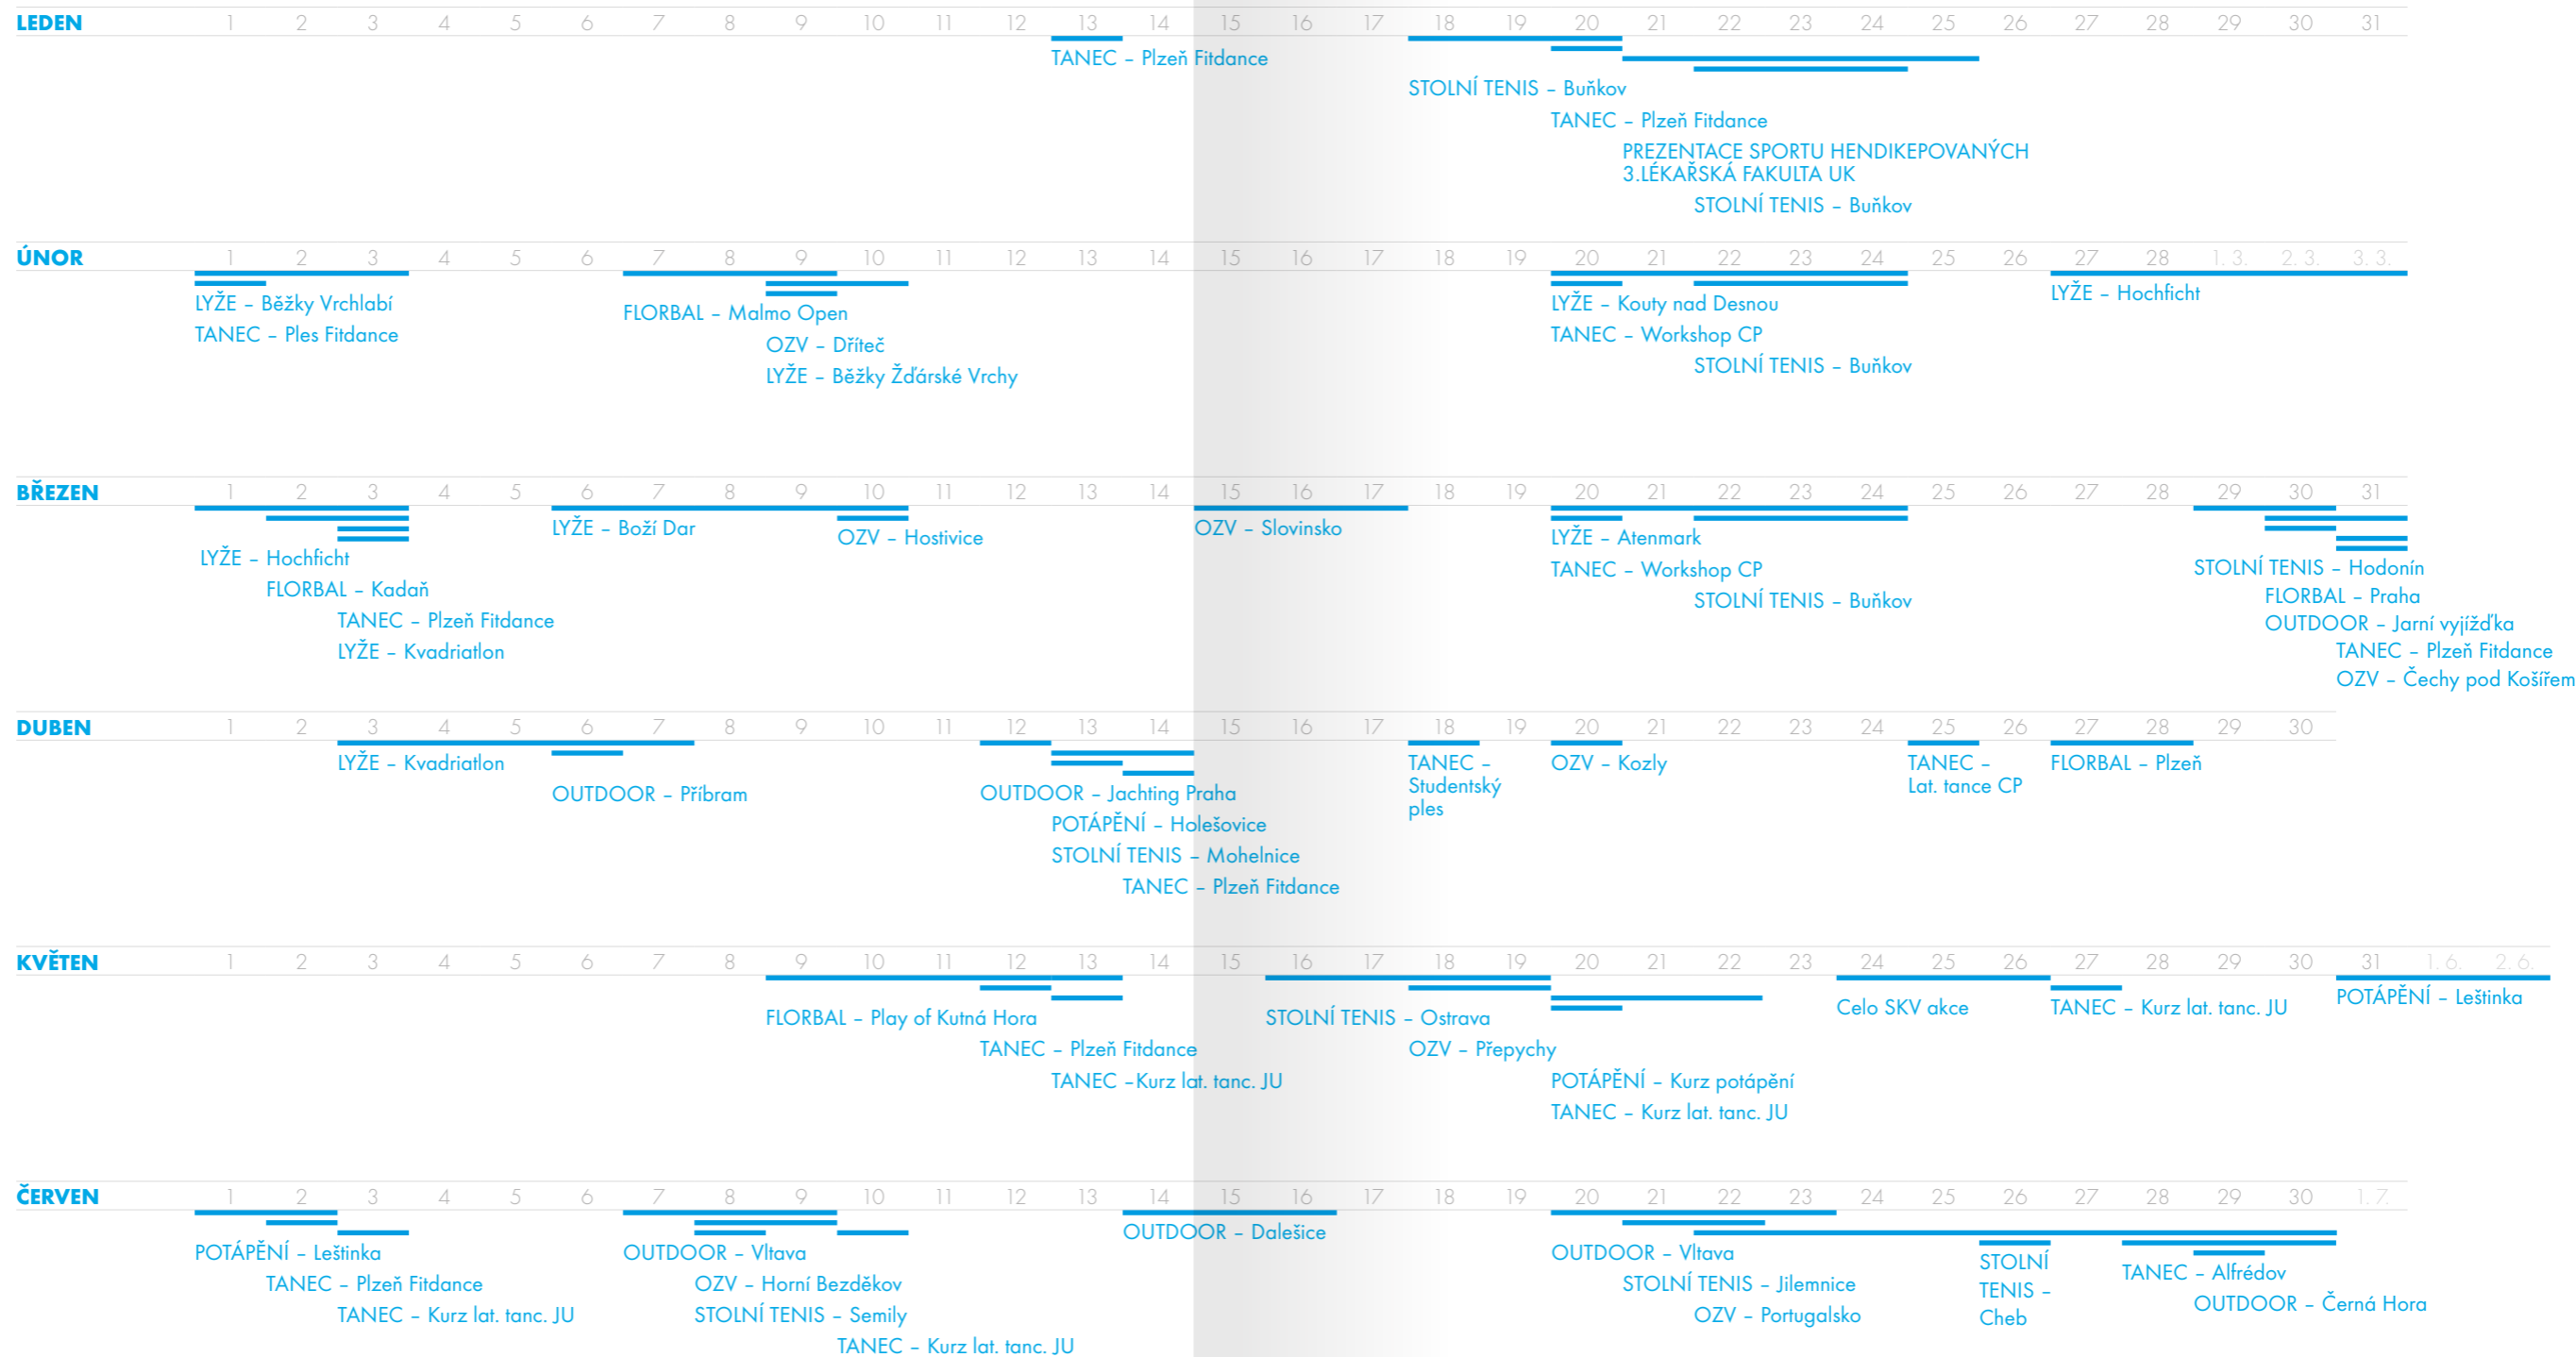 LEDEN 1 2 3 4 5 6 7 8 9 10 11 12 13 14 15 16 17 18 19 20 21 22 23 24 25 26 27 28 29 30 31
TANEC – Plzeň Fitdance
STOLNÍ TENIS – Buňkov
TANEC – Plzeň Fitdance
PREZENTACE SPORTU HENDIKEPOVANÝCH
3.LÉKAŘSKÁ FAKULTA UK
STOLNÍ TENIS – Buňkov
ÚNOR 1 2 3 4 5 6 7 8 9 10 11 12 13 14 15 16 17 18 19 20 21 22 23 24 25 26 27 28 1. 3. 2. 3. 3. 3.
LYŽE – Běžky Vrchlabí
TANEC – Ples Fitdance
FLORBAL – Malmo Open
OZV – Dříteč
LYŽE – Běžky Žďárské Vrchy
LYŽE – Kouty nad Desnou
TANEC – Workshop CP
STOLNÍ TENIS – Buňkov
LYŽE – Hochficht
BŘEZEN 1 2 3 4 5 6 7 8 9 10 11 12 13 14 15 16 17 18 19 20 21 22 23 24 25 26 27 28 29 30 31
LYŽE – Hochficht
FLORBAL – Kadaň
TANEC – Plzeň Fitdance
LYŽE – Kvadriatlon
LYŽE – Boží Dar
OZV – Hostivice
OZV – Slovinsko
LYŽE – Atenmark
TANEC – Workshop CP
STOLNÍ TENIS – Buňkov
STOLNÍ TENIS – Hodonín
FLORBAL – Praha
OUTDOOR – Jarní vyjížďka
TANEC – Plzeň Fitdance
OZV – Čechy pod Košířem
DUBEN 1 2 3 4 5 6 7 8 9 10 11 12 13 14 15 16 17 18 19 20 21 22 23 24 25 26 27 28 29 30
LYŽE – Kvadriatlon
OUTDOOR – Příbram
OUTDOOR – Jachting Praha
POTÁPĚNÍ – Holešovice
STOLNÍ TENIS – Mohelnice
TANEC – Plzeň Fitdance
TANEC –
Studentský
ples
OZV – Kozly
TANEC –
Lat. tance CP
FLORBAL – Plzeň
KVĚTEN 1 2 3 4 5 6 7 8 9 10 11 12 13 14 15 16 17 18 19 20 21 22 23 24 25 26 27 28 29 30 31 1. 6. 2. 6.
FLORBAL – Play of Kutná Hora
TANEC – Plzeň Fitdance
TANEC –Kurz lat. tanc. JU
STOLNÍ TENIS – Ostrava
OZV – Přepychy
POTÁPĚNÍ – Kurz potápění
TANEC – Kurz lat. tanc. JU
Celo SKV akce
TANEC – Kurz lat. tanc. JU
POTÁPĚNÍ – Leštinka
ČERVEN 1 2 3 4 5 6 7 8 9 10 11 12 13 14 15 16 17 18 19 20 21 22 23 24 25 26 27 28 29 30 1. 7.
POTÁPĚNÍ – Leštinka
TANEC – Plzeň Fitdance
TANEC – Kurz lat. tanc. JU
OUTDOOR – Vltava
OZV – Horní Bezděkov
STOLNÍ TENIS – Semily
TANEC – Kurz lat. tanc. JU
OUTDOOR – Dalešice
OUTDOOR – Vltava
STOLNÍ TENIS – Jilemnice
OZV – Portugalsko
STOLNÍ
TENIS –
Cheb
TANEC – Alfrédov
OUTDOOR – Černá Hora